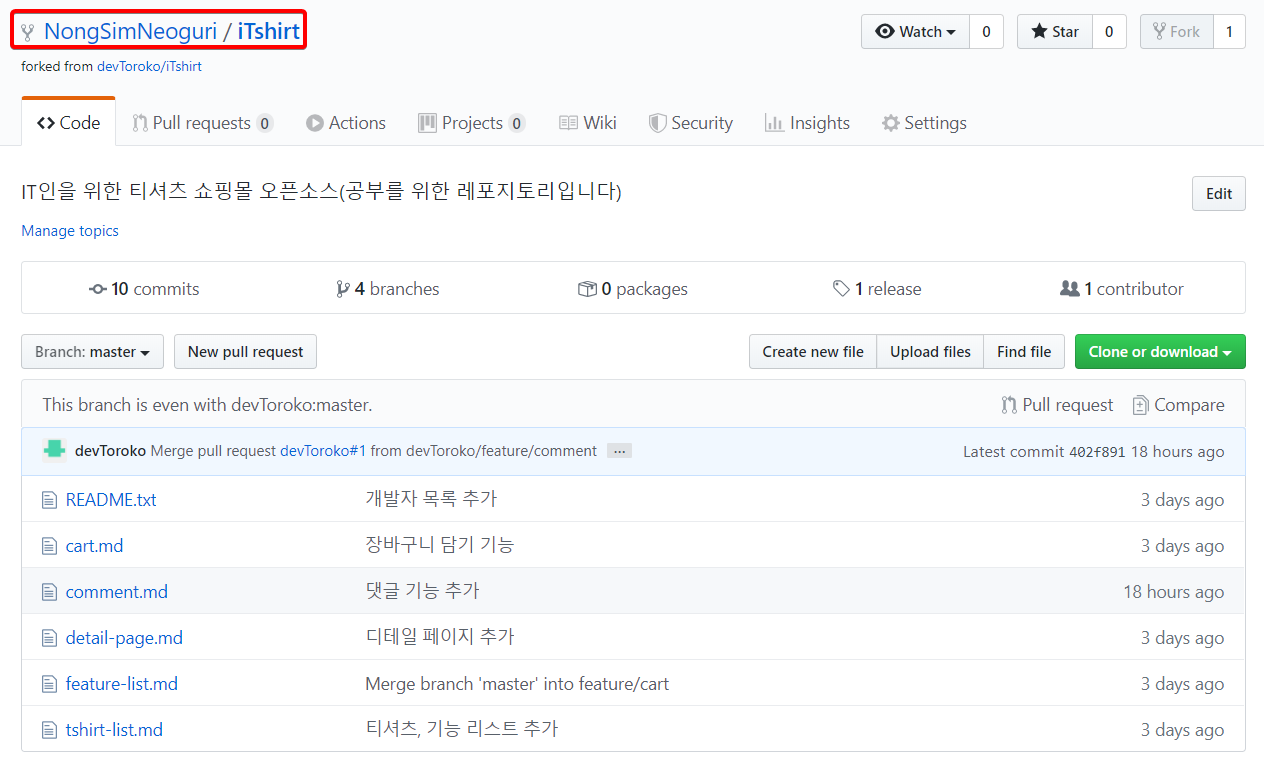 NongSimNeoguri / iTshirt
Watch 0 Star 0 Fork 1
forked from devToroko/iTshirt
Code Pull requests 0 Actions Projects 0 Wiki Security Insights Settings
IT인을 위한 티셔츠 쇼핑몰 오픈소스(공부를 위한 레포지토리입니다)
Edit
Manage topics
10 commits 4 branches 0 packages 1 release 1 contributor
Branch: master New pull request Create new file Upload files Find file Clone or download
This branch is even with devToroko:master. Pull request Compare
devToroko Merge pull request devToroko#1 from devToroko/feature/comment ... Latest commit 402f891 18 hours ago
README.txt 개발자 목록 추가 3 days ago
cart.md 장바구니 담기 기능 3 days ago
comment.md 댓글 기능 추가 18 hours ago
detail-page.md 디테일 페이지 추가 3 days ago
feature-list.md Merge branch 'master' into feature/cart 3 days ago
tshirt-list.md 티셔츠, 기능 리스트 추가 3 days ago